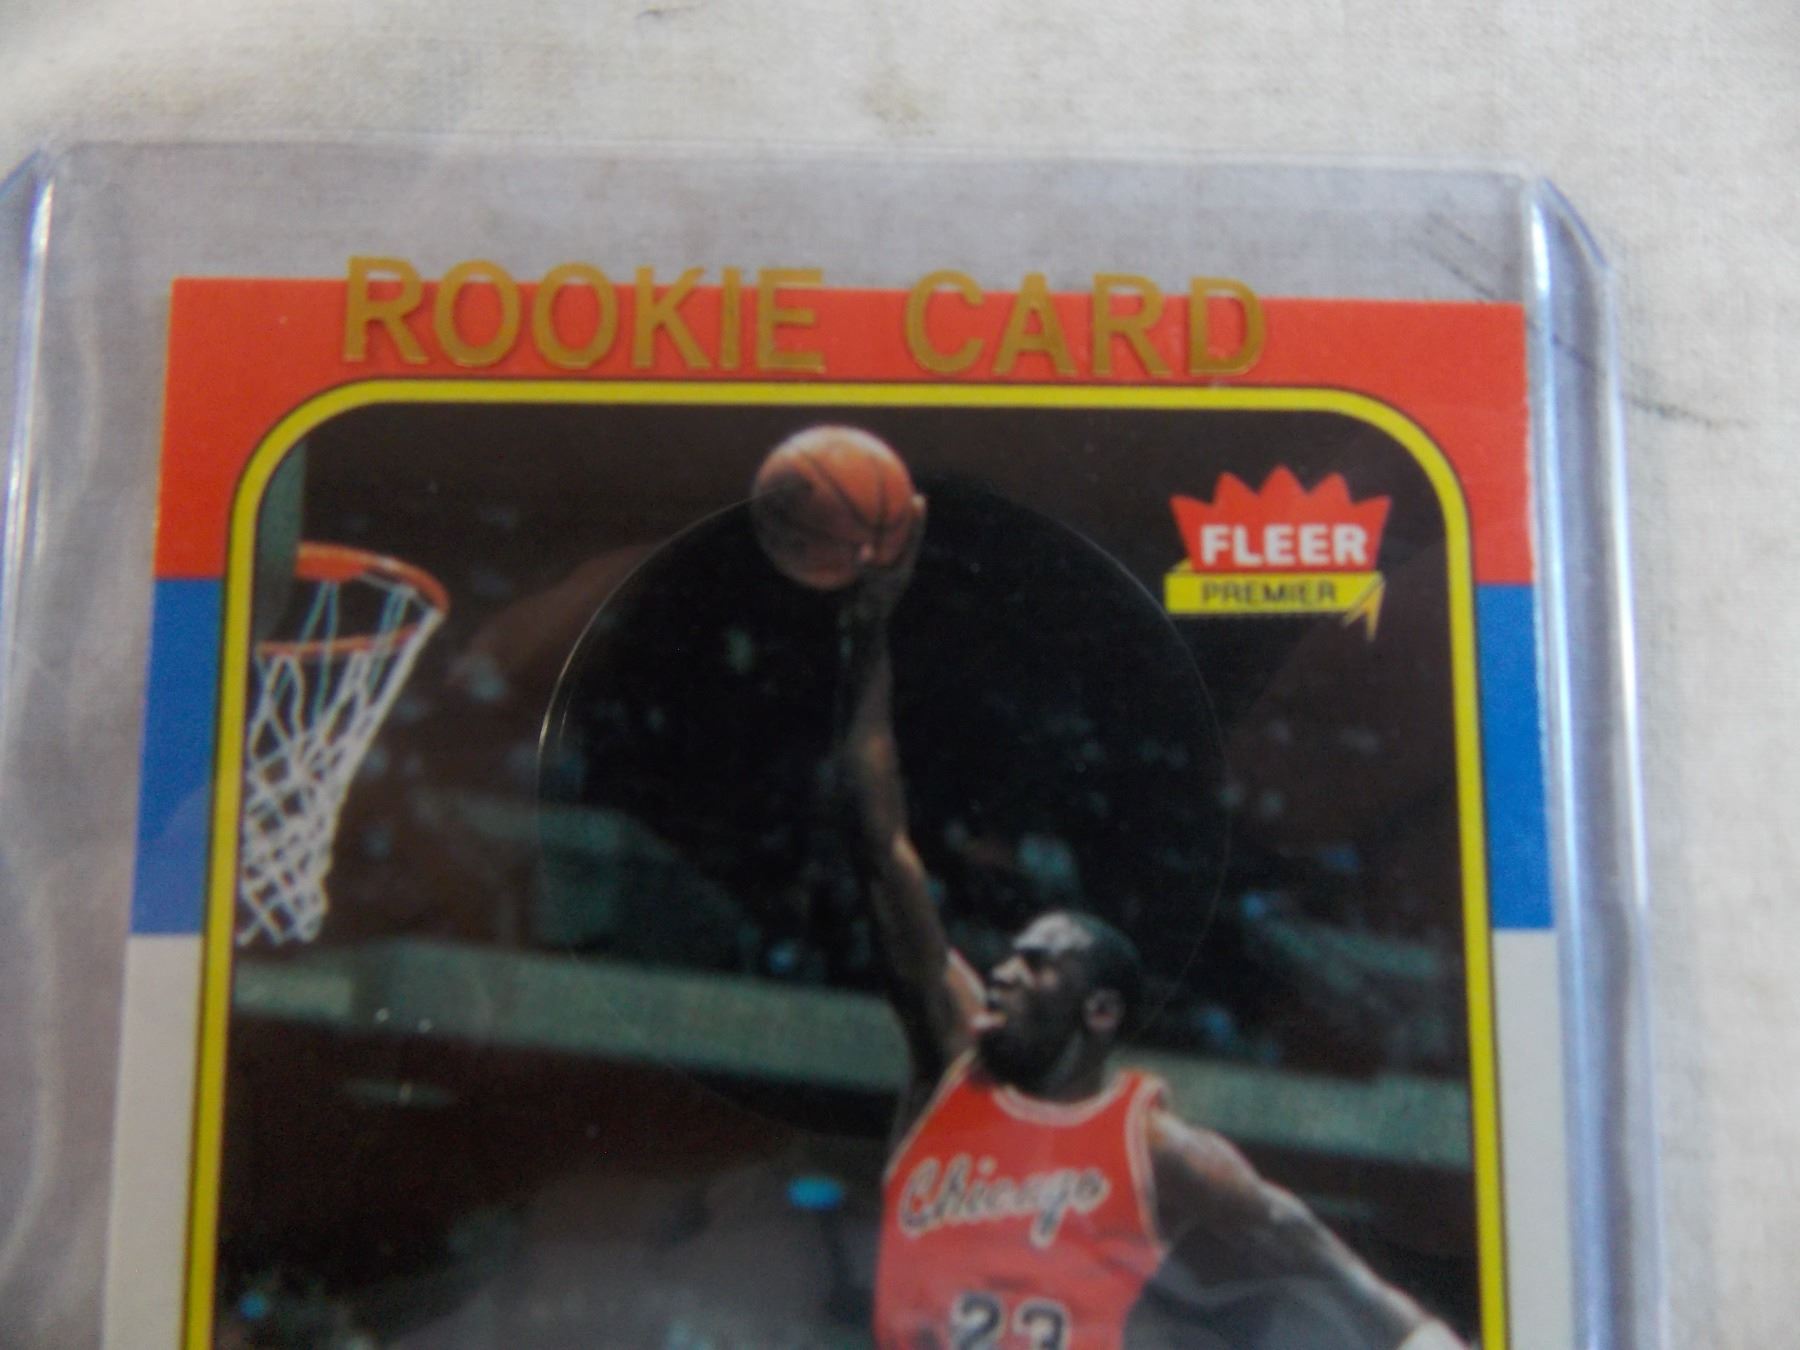 ROOKIE CARD
FLEER
PREMIER
Chicago
23